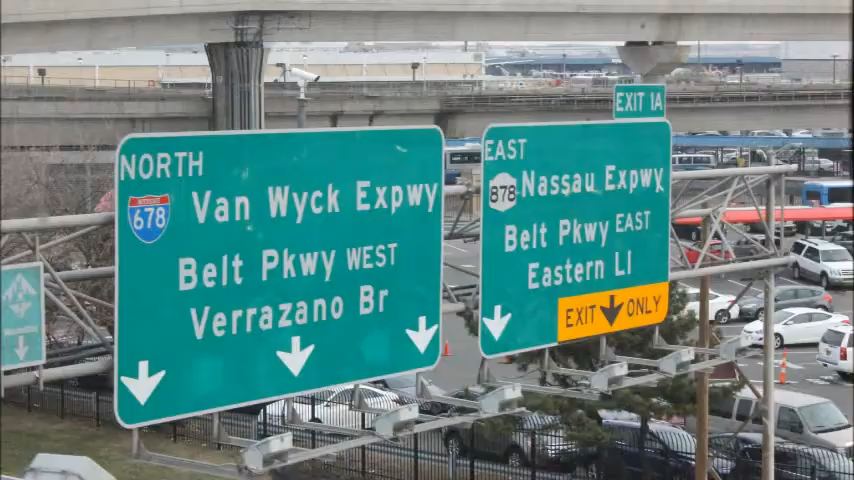 NORTH
INTERSTATE
678
Van Wyck Expwy
Belt Pkwy WEST
Verrazano Br
EXIT 1A
EAST
878
Nassau Expwy
Belt Pkwy EAST
Eastern LI
EXIT ONLY